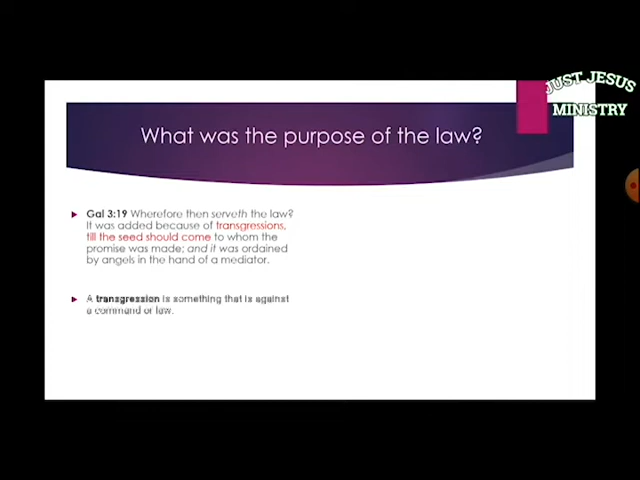 JUST JESUS
MINISTRY
What was the purpose of the law?
Gal 3:19 Wherefore then serveth the law?
It was added because of transgressions,
till the seed should come to whom the
promise was made; and it was ordained
by angels in the hand of a mediator.
A transgression is something that is against
a command or law.